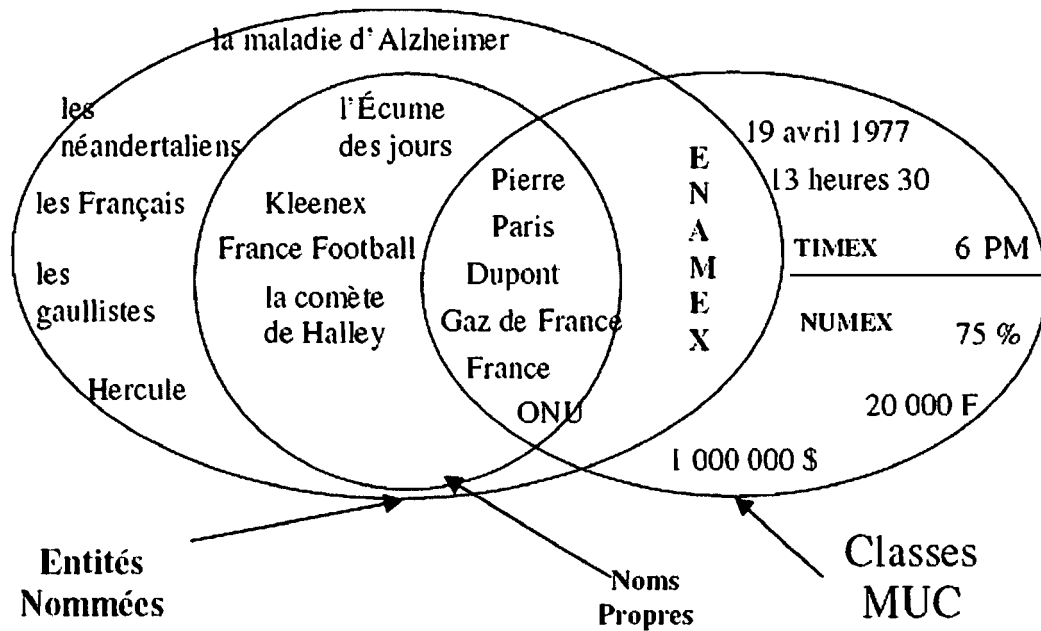 la maladie d'Alzheimer
les
néandertaliens
les Français
les
gaullistes
Hercule
l'Écume
des jours
Kleenex
France Football
la comète
de Halley
Pierre
Paris
Dupont
Gaz de France
France
ONU
E
N
A
M
E
X
19 avril 1977
13 heures 30
TIMEX 6 PM
NUMEX 75 %
20 000 F
1 000 000 $
Entités
Nommées
Noms
Propres
Classes
MUC